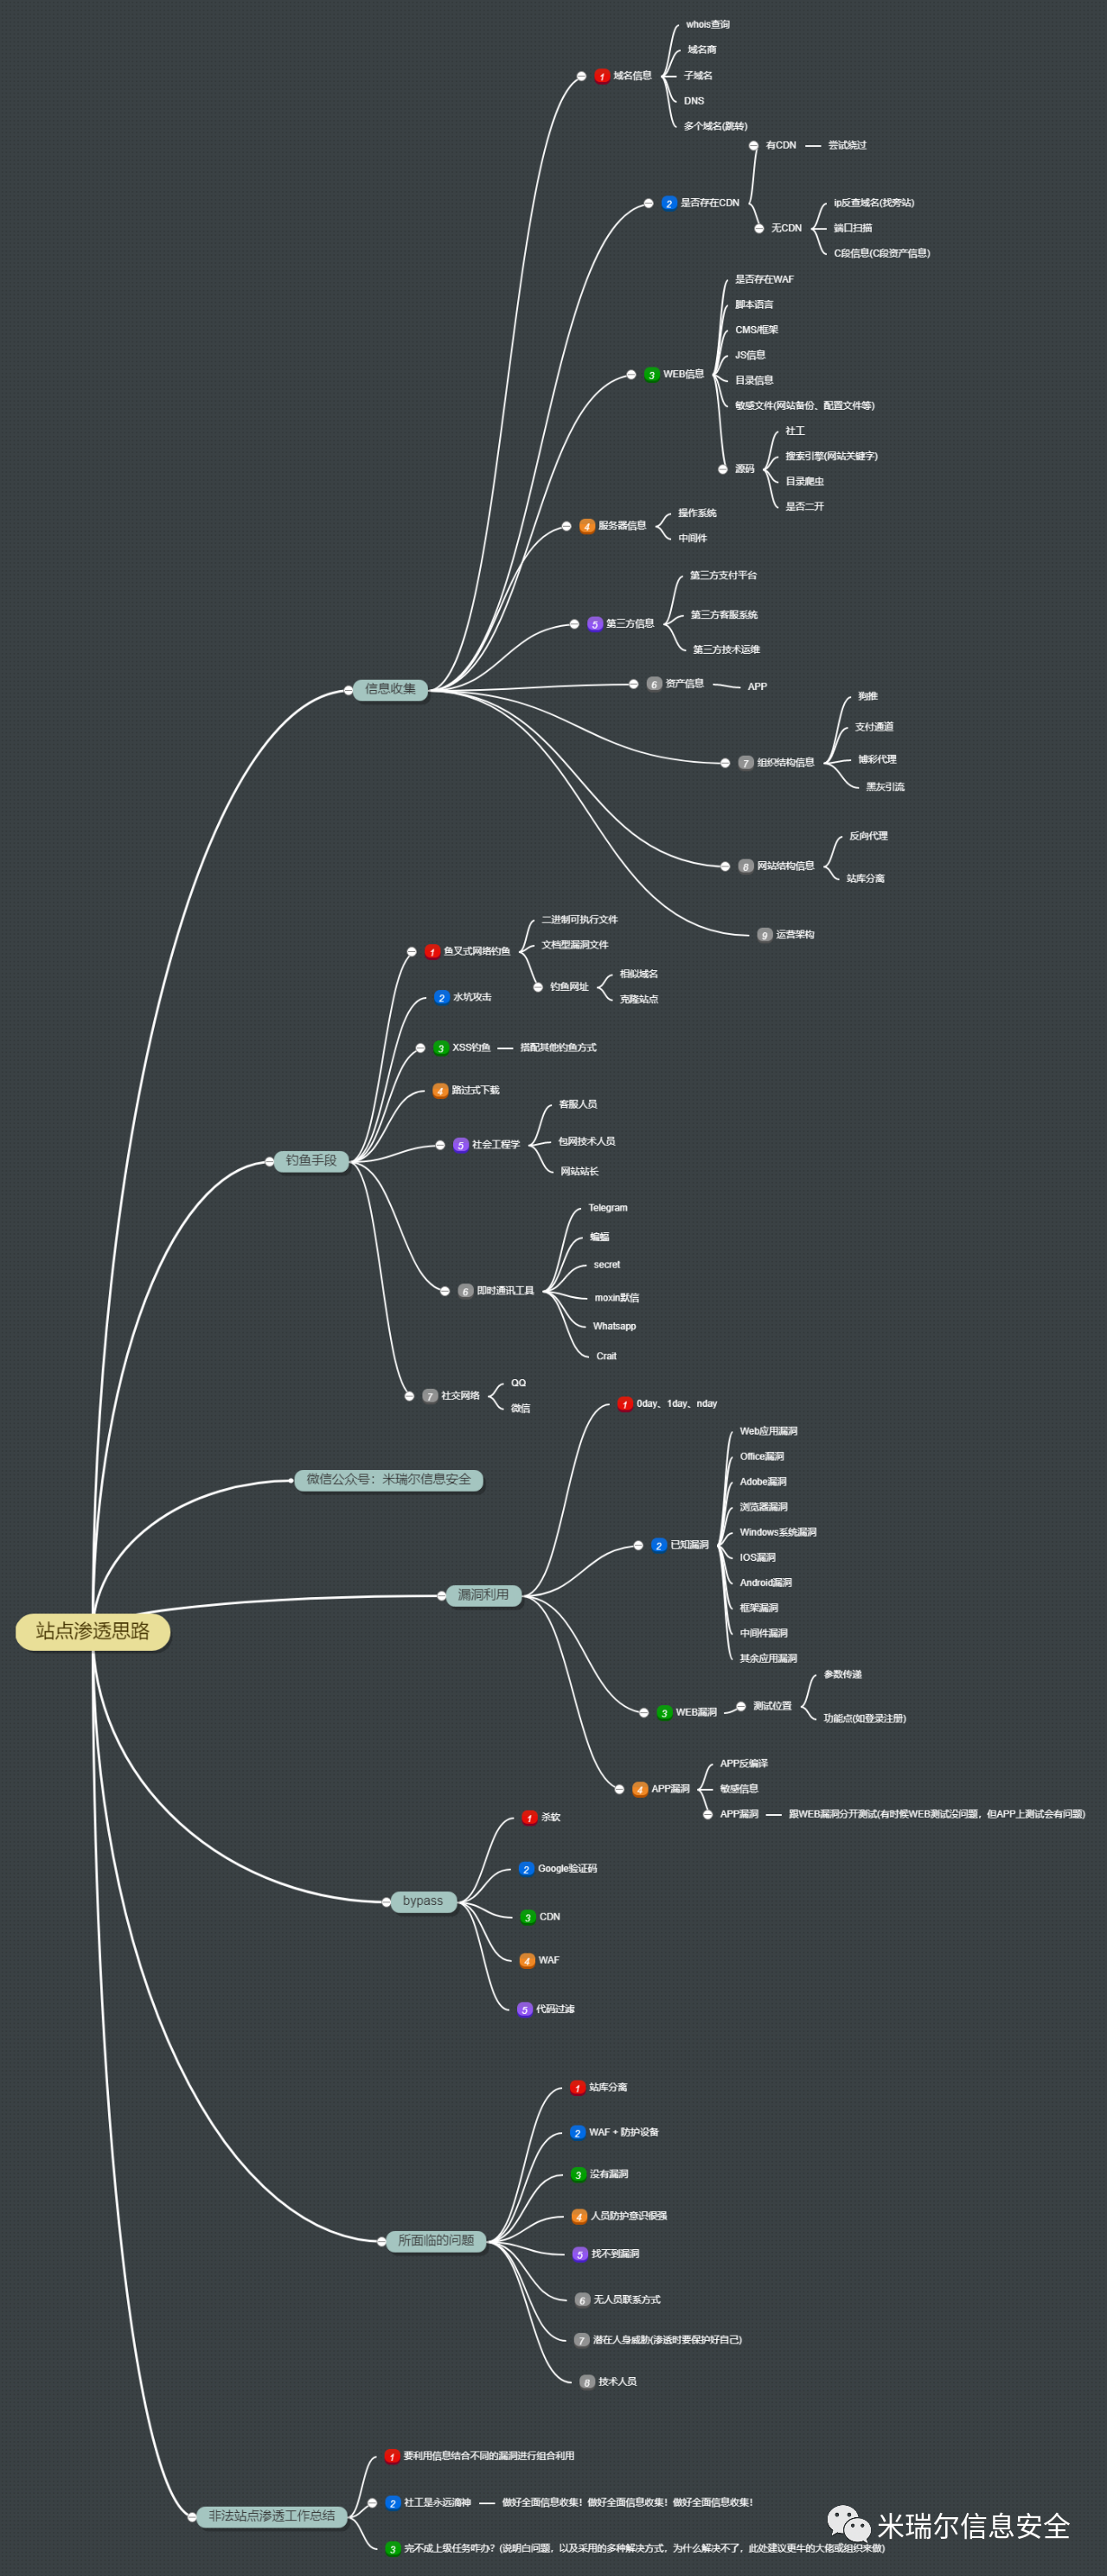 whois查询
域名商
1 域名信息
子域名
DNS
多个域名(跳转)
有CDN
尝试绕过
2 是否存在CDN
ip反查域名(找旁站)
无CDN
端口扫描
C段信息(C段资产信息)
是否存在WAF
脚本语言
CMS/框架
JS信息
3 WEB信息
目录信息
敏感文件(网站备份、配置文件等)
社工
搜索引擎(网站关键字)
源码
目录爬虫
是否二开
操作系统
4 服务器信息
中间件
第三方支付平台
第三方客服系统
5 第三方信息
第三方技术运维
信息收集
6 资产信息
APP
狗推
支付通道
7 组织结构信息
博彩代理
黑灰引流
反向代理
8 网站结构信息
站库分离
9 运营架构
二进制可执行文件
1 鱼叉式网络钓鱼
文档型漏洞文件
相似域名
钓鱼网址
克隆站点
2 水坑攻击
3 XSS钓鱼
搭配其他钓鱼方式
4 路过式下载
客服人员
5 社会工程学
包网技术人员
网站站长
钓鱼手段
Telegram
蝙蝠
secret
6 即时通讯工具
moxin默信
Whatsapp
Crait
QQ
7 社交网络
微信
微信公众号：米瑞尔信息安全
1 0day、1day、nday
Web应用漏洞
Office漏洞
Adobe漏洞
浏览器漏洞
Windows系统漏洞
2 已知漏洞
IOS漏洞
Android漏洞
框架漏洞
中间件漏洞
其余应用漏洞
漏洞利用
参数传递
3 WEB漏洞
测试位置
功能点(如登录注册)
APP反编译
4 APP漏洞
敏感信息
APP漏洞
跟WEB漏洞分开测试(有时候WEB测试没问题，但APP上测试会有问题)
站点渗透思路
1 杀软
2 Google验证码
bypass
3 CDN
4 WAF
5 代码过滤
1 站库分离
2 WAF + 防护设备
3 没有漏洞
4 人员防护意识很强
所面临的问题
5 找不到漏洞
6 无人员联系方式
7 潜在人身威胁(渗透时要保护好自己)
8 技术人员
1 要利用信息结合不同的漏洞进行组合利用
2 社工是永远滴神
做好全面信息收集！做好全面信息收集！做好全面信息收集！
非法站点渗透工作总结
3 完不成上级任务咋办？(说明白问题，以及采用的多种解决方式，为什么解决不了，此处建议更牛的大佬或组织来做)
米瑞尔信息安全